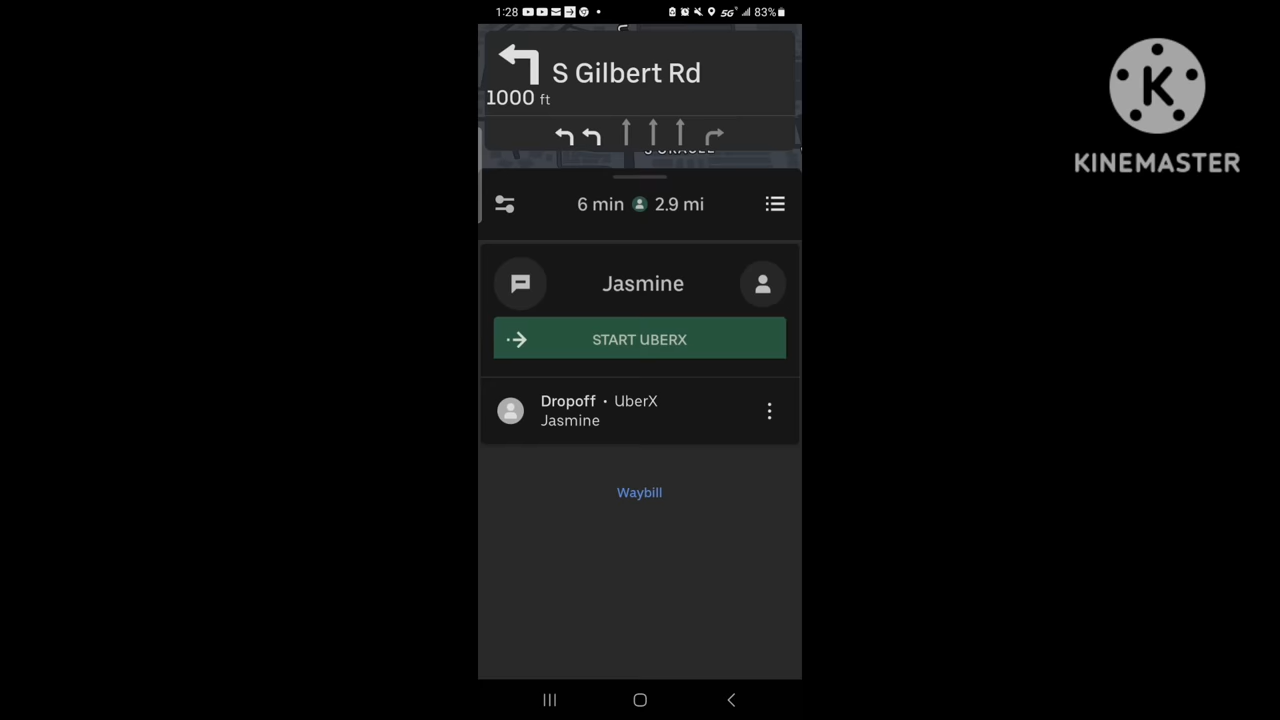 1:28
5G
83%
S Gilbert Rd
1000 ft
6 min 2.9 mi
Jasmine
START UBERX
Dropoff • UberX
Jasmine
Waybill
K
KINEMASTER